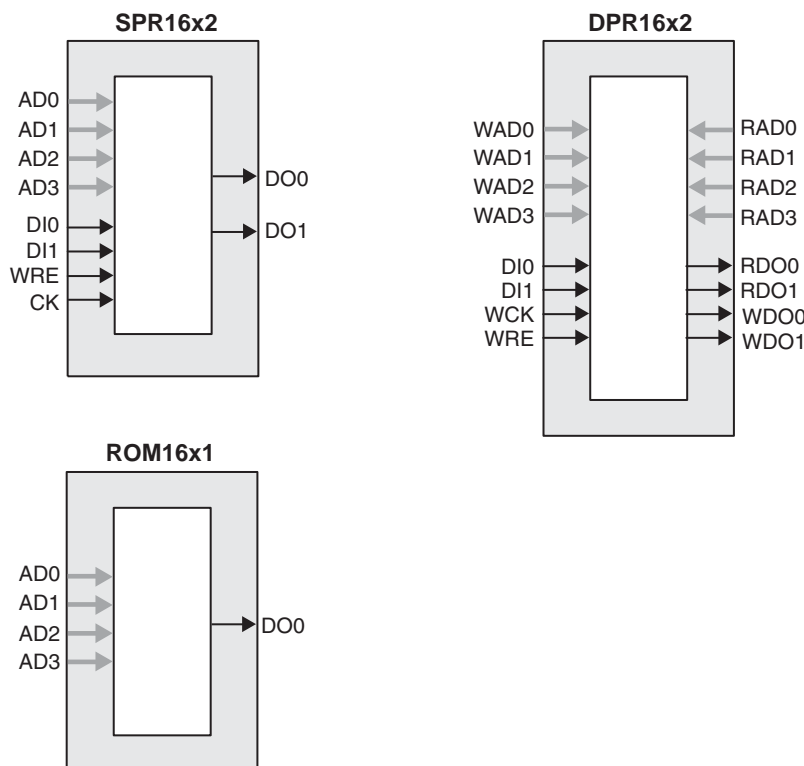 SPR16x2
AD0
AD1
AD2
AD3
DI0
DI1
WRE
CK
DO0
DO1
DPR16x2
WAD0
WAD1
WAD2
WAD3
DI0
DI1
WCK
WRE
RAD0
RAD1
RAD2
RAD3
RDO0
RDO1
WDO0
WDO1
ROM16x1
AD0
AD1
AD2
AD3
DO0